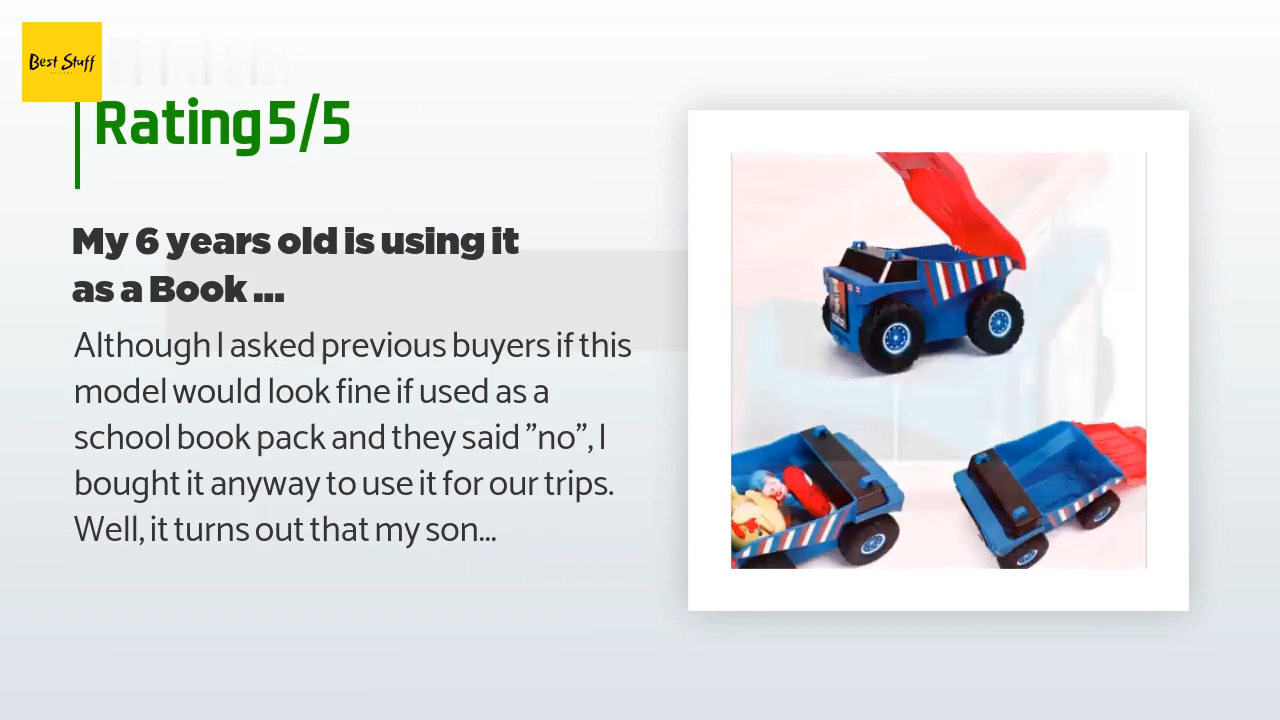 Best Stuff
Rating 5/5
My 6 years old is using it
as a Book ...
Although I asked previous buyers if this
model would look fine if used as a
school book pack and they said "no", I
bought it anyway to use it for our trips.
Well, it turns out that my son...